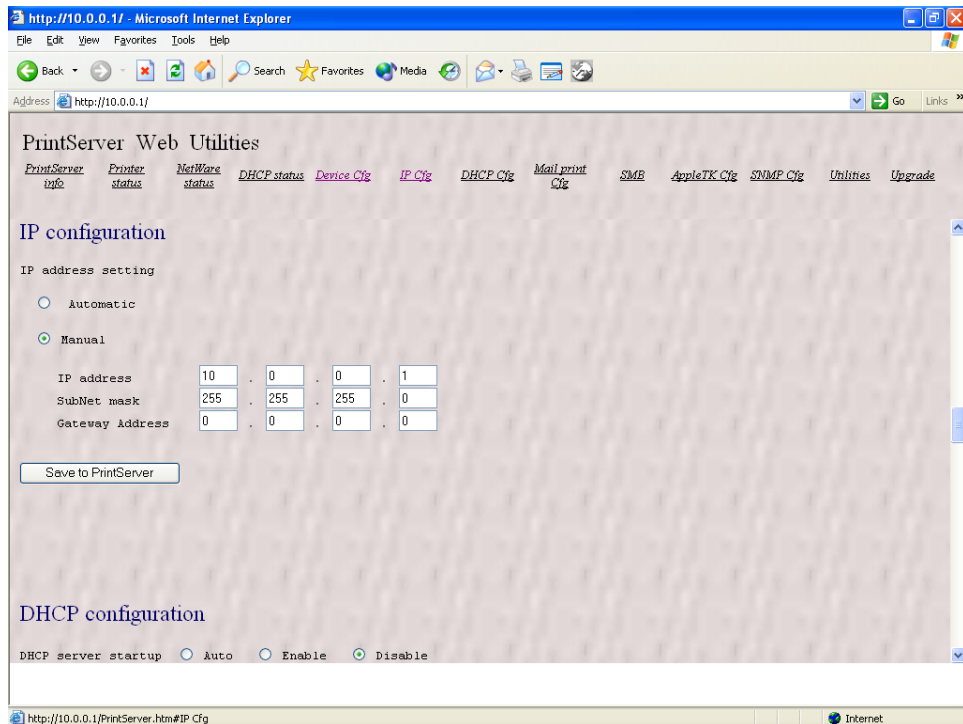 http://10.0.0.1/ - Microsoft Internet Explorer
File Edit View Favorites Tools Help
Back Search Favorites Media
Address http://10.0.0.1/ Go Links »
PrintServer Web Utilities
PrintServer info Printer status NetWare status DHCP status Device Cfg IP Cfg DHCP Cfg Mail print Cfg SMB AppleTK Cfg SNMP Cfg Utilities Upgrade
IP configuration
IP address setting
Automatic
Manual
IP address 10 . 0 . 0 . 1
SubNet mask 255 . 255 . 255 . 0
Gateway Address 0 . 0 . 0 . 0
Save to PrintServer
DHCP configuration
DHCP server startup Auto Enable Disable
http://10.0.0.1/PrintServer.htm#IP Cfg Internet